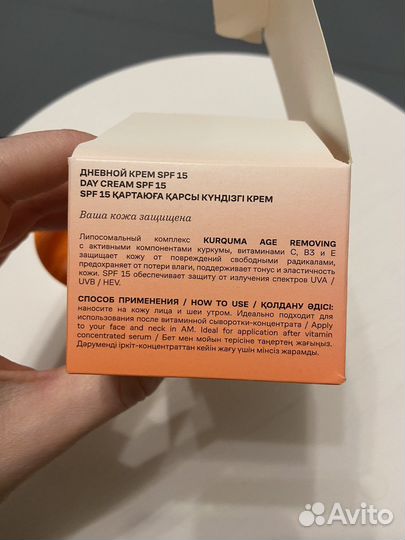 ДНЕВНОЙ КРЕМ SPF 15
DAY CREAM SPF 15
SPF 15 ҚАРТАЮҒА ҚАРСЫ КҮНДІЗГІ КРЕМ
Ваша кожа защищена
Липосомальный комплекс KURQUMA AGE REMOVING
с активными компонентами куркумы, витаминами С, В3 и Е
защищает кожу от повреждений свободными радикалами,
предохраняет от потери влаги, поддерживает тонус и эластичность
кожи. SPF 15 обеспечивает защиту от излучения спектров UVA /
UVB / HEV.
СПОСОБ ПРИМЕНЕНИЯ / HOW TO USE / ҚОЛДАНУ ӘДІСІ:
наносите на кожу лица и шеи утром. Идеально подходит для
использования после витаминной сыворотки-концентрата / Apply
to your face and neck in AM. Ideal for application after vitamin
concentrated serum / Бет мен мойын терісіне таңертең жағыңыз.
Дәруменді іркіт-концентраттан кейін жағу үшін мінсіз жарамды.
Avito